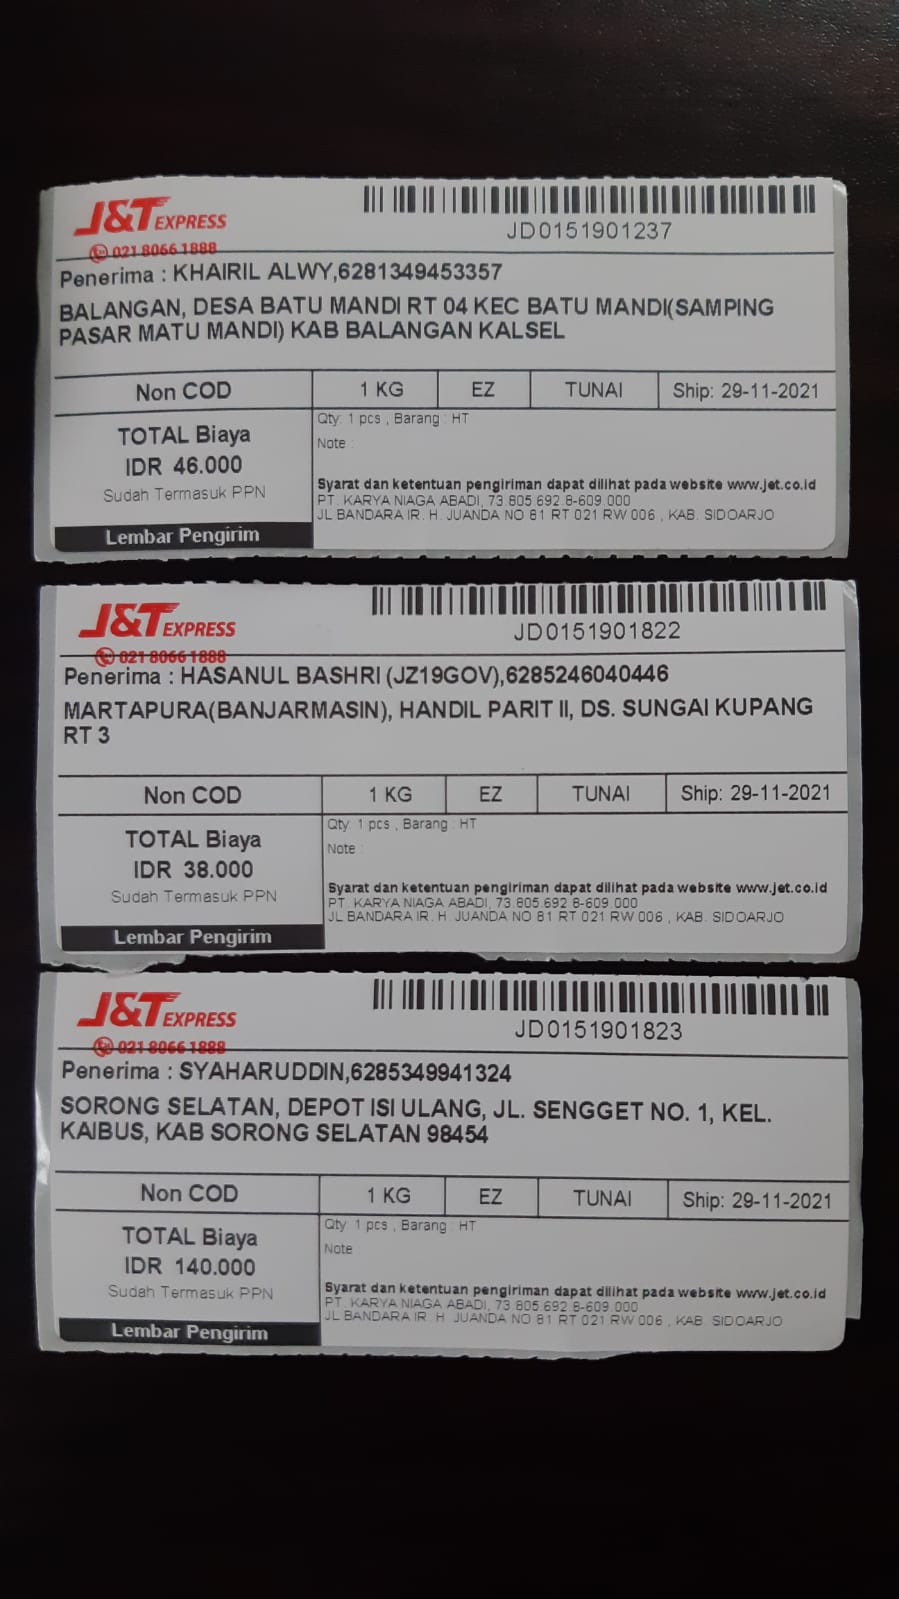 J&T EXPRESS
021 8066 1888
JD0151901237
Penerima : KHAIRIL ALWY,6281349453357
BALANGAN, DESA BATU MANDI RT 04 KEC BATU MANDI(SAMPING
PASAR MATU MANDI) KAB BALANGAN KALSEL
Non COD 1 KG EZ TUNAI Ship: 29-11-2021
TOTAL Biaya
IDR 46.000
Sudah Termasuk PPN
Lembar Pengirim
Qty: 1 pcs , Barang : HT
Note :
Syarat dan ketentuan pengiriman dapat dilihat pada website www.jet.co.id
PT. KARYA NIAGA ABADI, 73.805.692.8-609.000
JL BANDARA IR. H. JUANDA NO 81 RT 021 RW 006 , KAB. SIDOARJO
J&T EXPRESS
021 8066 1888
JD0151901822
Penerima : HASANUL BASHRI (JZ19GOV),6285246040446
MARTAPURA(BANJARMASIN), HANDIL PARIT II, DS. SUNGAI KUPANG
RT 3
Non COD 1 KG EZ TUNAI Ship: 29-11-2021
TOTAL Biaya
IDR 38.000
Sudah Termasuk PPN
Lembar Pengirim
Qty: 1 pcs , Barang : HT
Note :
Syarat dan ketentuan pengiriman dapat dilihat pada website www.jet.co.id
PT. KARYA NIAGA ABADI, 73.805.692.8-609.000
JL BANDARA IR. H. JUANDA NO 81 RT 021 RW 006 , KAB. SIDOARJO
J&T EXPRESS
021 8066 1888
JD0151901823
Penerima : SYAHARUDDIN,6285349941324
SORONG SELATAN, DEPOT ISI ULANG, JL. SENGGET NO. 1, KEL.
KAIBUS, KAB SORONG SELATAN 98454
Non COD 1 KG EZ TUNAI Ship: 29-11-2021
TOTAL Biaya
IDR 140.000
Sudah Termasuk PPN
Lembar Pengirim
Qty: 1 pcs , Barang : HT
Note
Syarat dan ketentuan pengiriman dapat dilihat pada website www.jet.co.id
PT. KARYA NIAGA ABADI, 73.805.692.8-609.000
JL BANDARA IR. H. JUANDA NO 81 RT 021 RW 006 , KAB. SIDOARJO